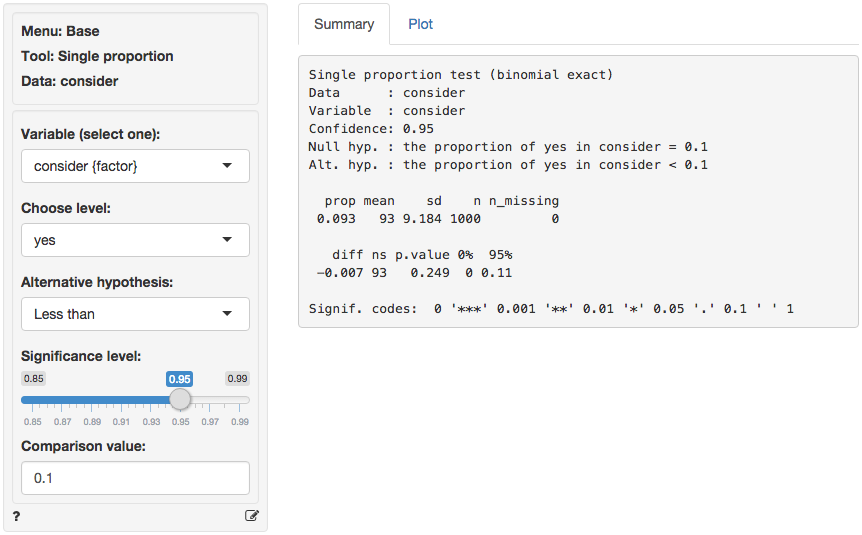 Menu: Base
Tool: Single proportion
Data: consider
Variable (select one):
consider {factor}
Choose level:
yes
Alternative hypothesis:
Less than
Significance level:
0.85 0.95 0.99
0.85 0.87 0.89 0.91 0.93 0.95 0.97 0.99
Comparison value:
0.1
?
Summary Plot
Single proportion test (binomial exact)
Data      : consider
Variable  : consider
Confidence: 0.95
Null hyp. : the proportion of yes in consider = 0.1
Alt. hyp. : the proportion of yes in consider < 0.1
prop mean    sd    n n_missing
0.093   93 9.184 1000         0
diff ns p.value 0%  95%
-0.007 93   0.249  0 0.11
Signif. codes:  0 '***' 0.001 '**' 0.01 '*' 0.05 '.' 0.1 ' ' 1